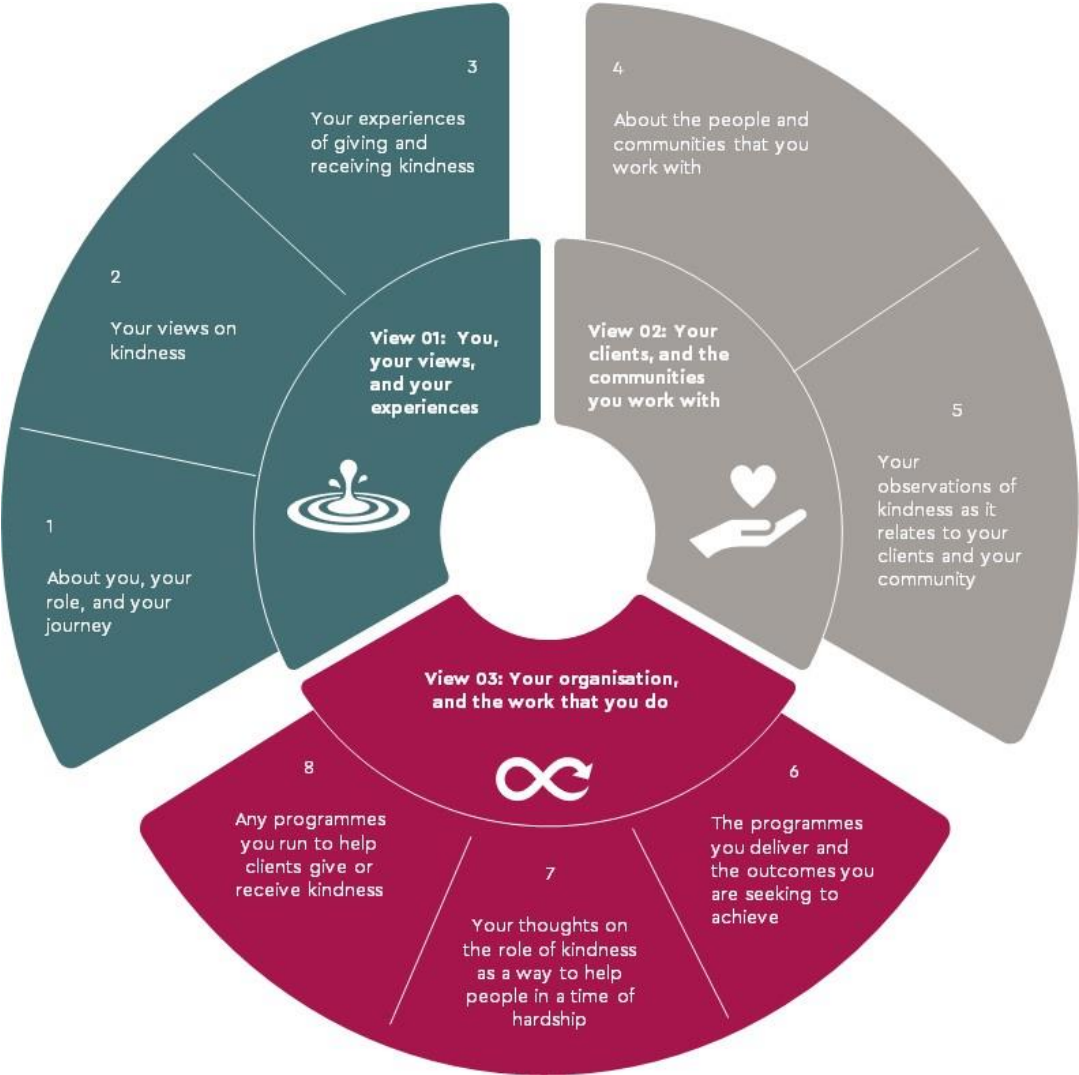 View 01: You,
your views,
and your
experiences
1
About you, your
role, and your
journey
2
Your views on
kindness
3
Your experiences
of giving and
receiving kindness
View 02: Your
clients, and the
communities
you work with
4
About the people and
communities that you
work with
5
Your
observations of
kindness as it
relates to your
clients and your
community
View 03: Your organisation,
and the work that you do
6
The programmes
you deliver and
the outcomes you
are seeking to
achieve
7
Your thoughts on
the role of kindness
as a way to help
people in a time of
hardship
8
Any programmes
you run to help
clients give or
receive kindness